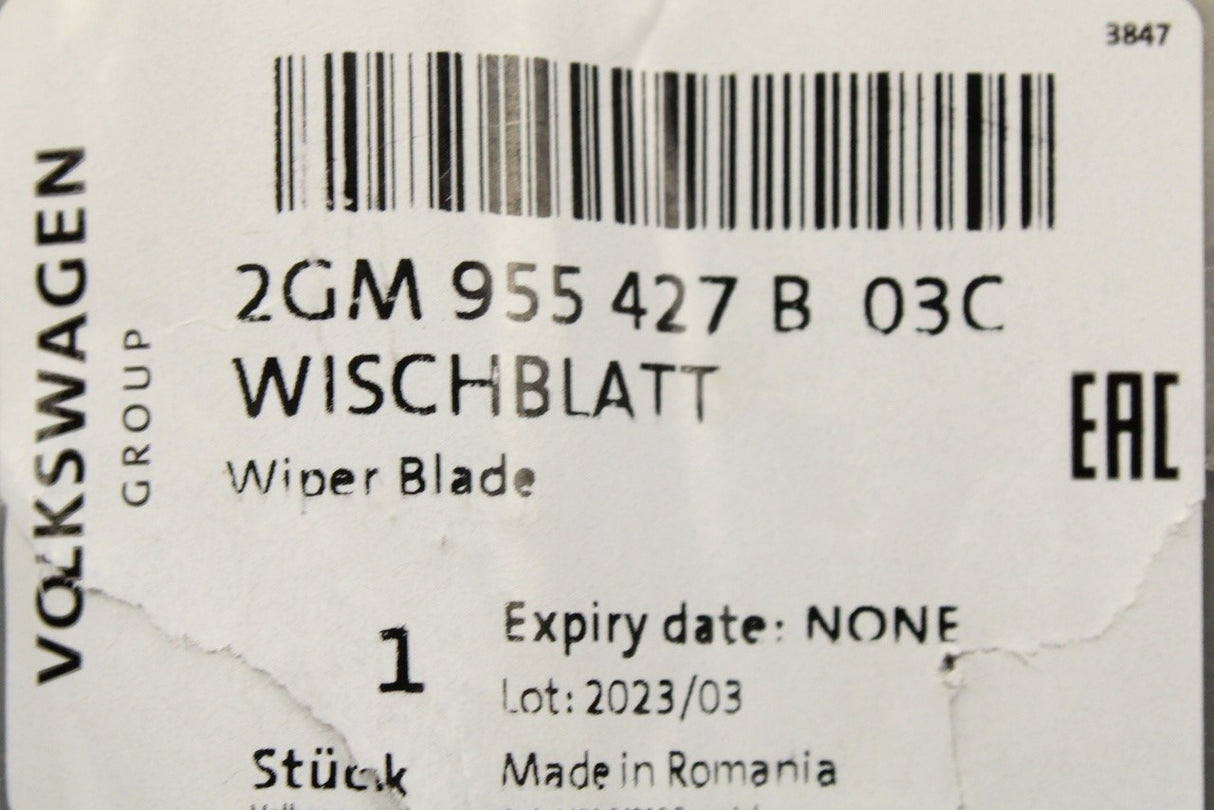 3847
VOLKSWAGEN
GROUP
2GM 955 427 B 03C
WISCHBLATT
Wiper Blade
EAC
1
Expiry date: NONE
Lot: 2023/03
Stück
Made in Romania